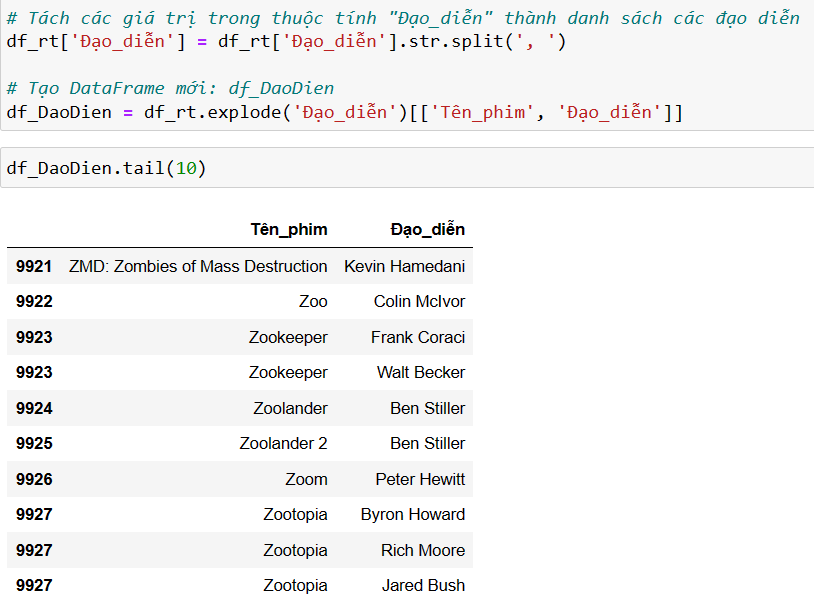 # Tách các giá trị trong thuộc tính "Đạo_diễn" thành danh sách các đạo diễn
df_rt['Đạo_diễn'] = df_rt['Đạo_diễn'].str.split(', ')
# Tạo DataFrame mới: df_DaoDien
df_DaoDien = df_rt.explode('Đạo_diễn')[['Tên_phim', 'Đạo_diễn']]
df_DaoDien.tail(10)
Tên_phim Đạo_diễn
9921 ZMD: Zombies of Mass Destruction Kevin Hamedani
9922 Zoo Colin McIvor
9923 Zookeeper Frank Coraci
9923 Zookeeper Walt Becker
9924 Zoolander Ben Stiller
9925 Zoolander 2 Ben Stiller
9926 Zoom Peter Hewitt
9927 Zootopia Byron Howard
9927 Zootopia Rich Moore
9927 Zootopia Jared Bush